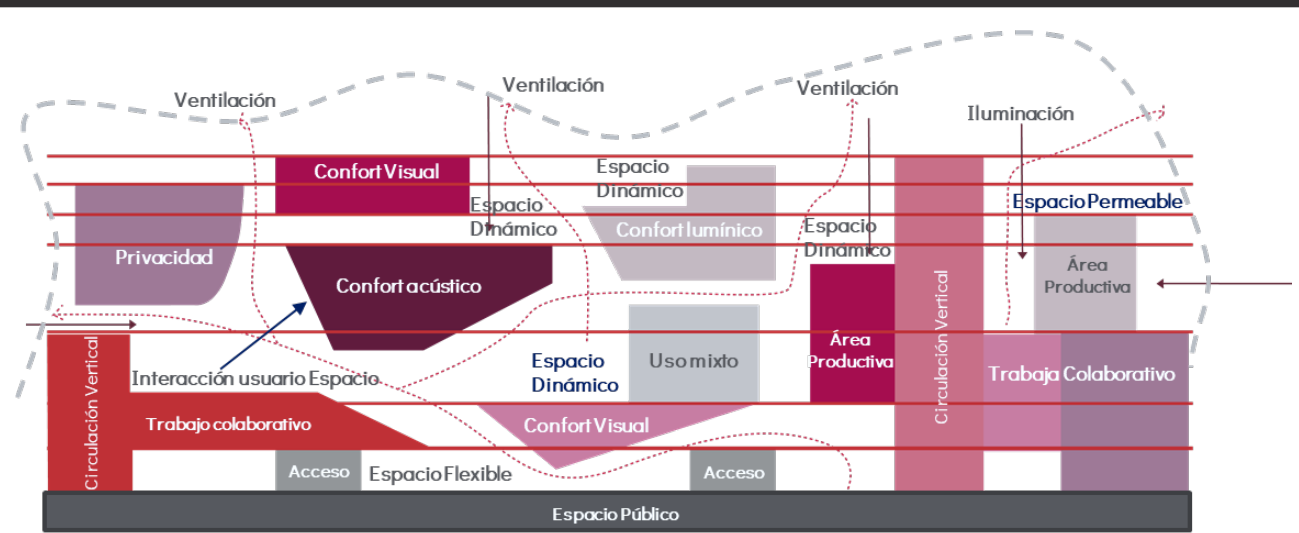 Ventilación
Ventilación
Ventilación
Iluminación
Confort Visual
Espacio
Dinámico
Espacio
Dinámico
Espacio Permeable
Confort lumínico
Espacio
Dinámico
Privacidad
Confort acústico
Área
Productiva
Circulación Vertical
Área
Productiva
Circulación Vertical
Interacción usuario Espacio
Espacio
Dinámico
Uso mixto
Trabaja Colaborativo
Trabajo colaborativo
Confort Visual
Acceso
Espacio Flexible
Acceso
Espacio Público